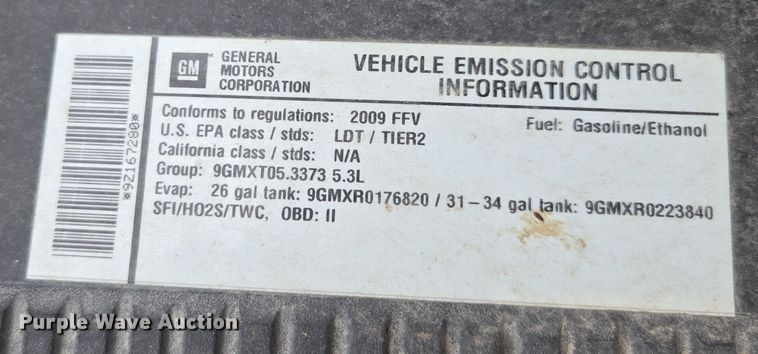 GM
GENERAL
MOTORS
CORPORATION
VEHICLE EMISSION CONTROL
INFORMATION
Conforms to regulations: 2009 FFV
Fuel: Gasoline/Ethanol
U.S. EPA class / stds: LDT / TIER2
California class / stds: N/A
Group: 9GMXT05.3373 5.3L
Evap: 26 gal tank: 9GMXR0176820 / 31-34 gal tank: 9GMXR0223840
SFI/HO2S/TWC, OBD: II
*9Z167280*
Purple Wave Auction